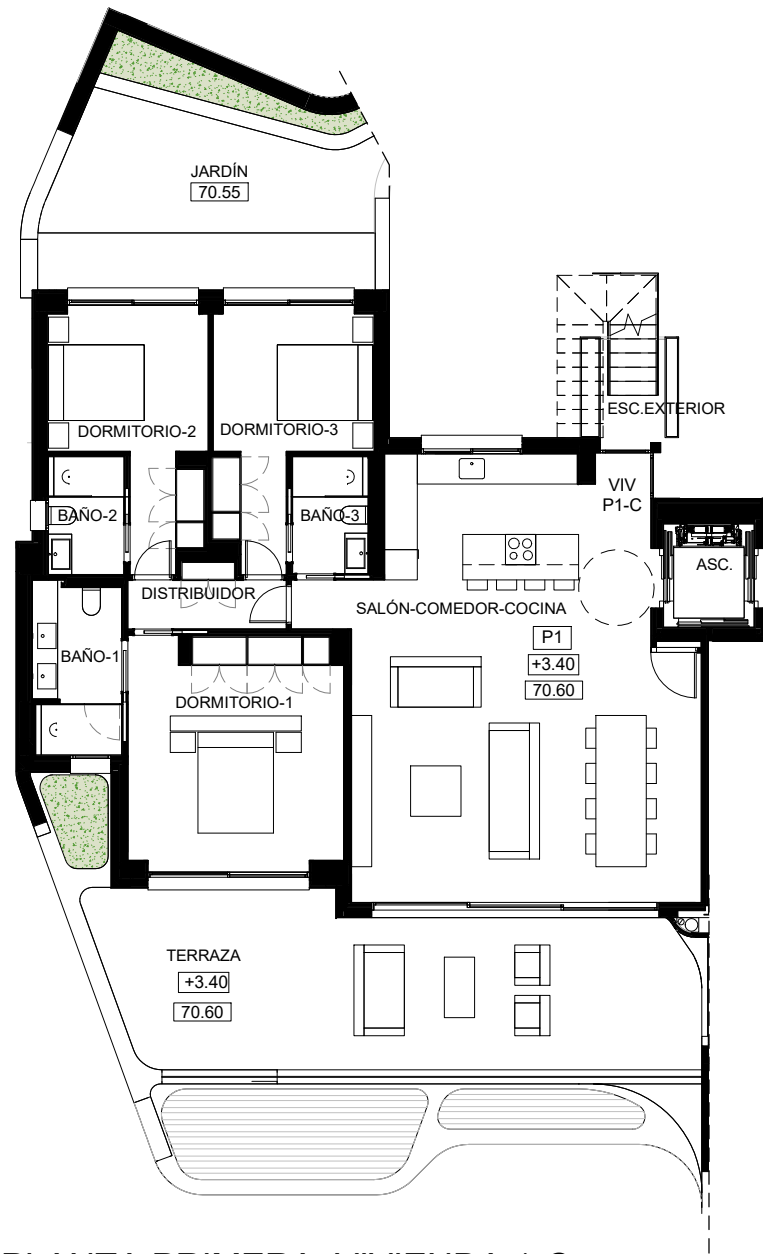 JARDÍN
70.55
ESC.EXTERIOR
DORMITORIO-2
DORMITORIO-3
VIV
P1-C
BAÑO-2
BAÑO-3
ASC.
DISTRIBUIDOR
SALÓN-COMEDOR-COCINA
P1
+3.40
70.60
BAÑO-1
DORMITORIO-1
TERRAZA
+3.40
70.60